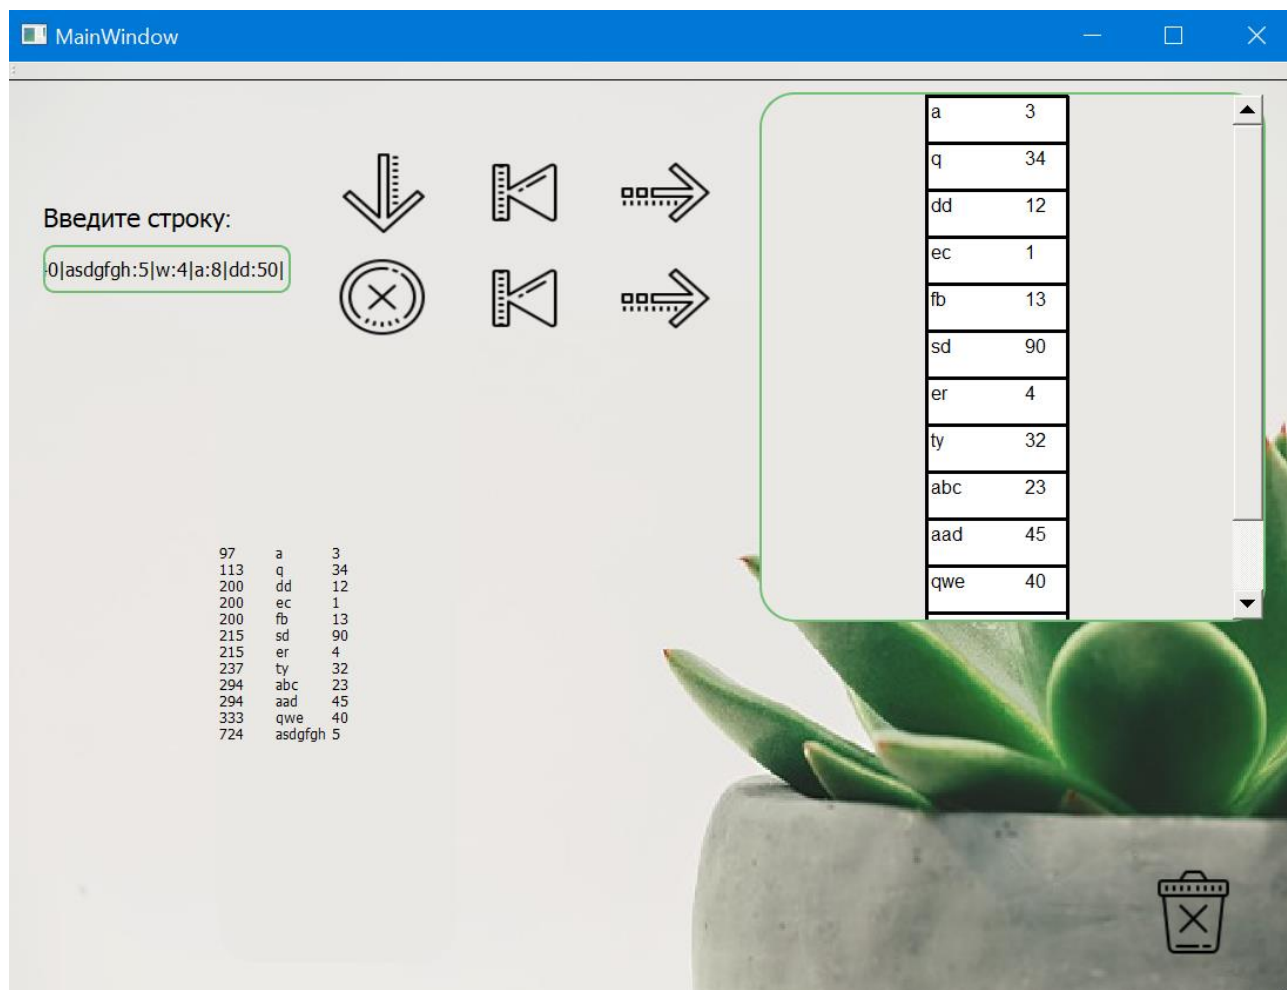 MainWindow
Введите строку:
0|asdgfgh:5|w:4|a:8|dd:50|
a 3
q 34
dd 12
ec 1
fb 13
sd 90
er 4
ty 32
abc 23
aad 45
qwe 40
97 a 3
113 q 34
200 dd 12
200 ec 1
200 fb 13
215 sd 90
215 er 4
237 ty 32
294 abc 23
294 aad 45
333 qwe 40
724 asdgfgh 5